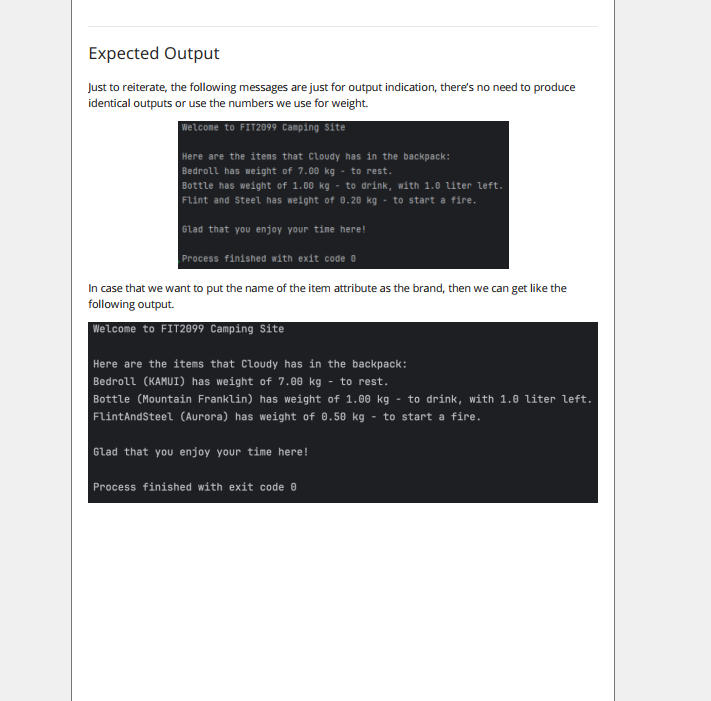 Expected Output
Just to reiterate, the following messages are just for output indication, there's no need to produce
identical outputs or use the numbers we use for weight.
Welcome to FIT2099 Camping Site
Here are the items that Cloudy has in the backpack:
Bedroll has weight of 7.00 kg - to rest.
Bottle has weight of 1.00 kg - to drink, with 1.0 liter left.
Flint and Steel has weight of 0.20 kg - to start a fire.
Glad that you enjoy your time here!
Process finished with exit code 0
In case that we want to put the name of the item attribute as the brand, then we can get like the
following output.
Welcome to FIT2099 Camping Site
Here are the items that Cloudy has in the backpack:
Bedroll (KAMUI) has weight of 7.00 kg - to rest.
Bottle (Mountain Franklin) has weight of 1.00 kg - to drink, with 1.0 liter left.
FlintAndSteel (Aurora) has weight of 0.50 kg - to start a fire.
Glad that you enjoy your time here!
Process finished with exit code 0